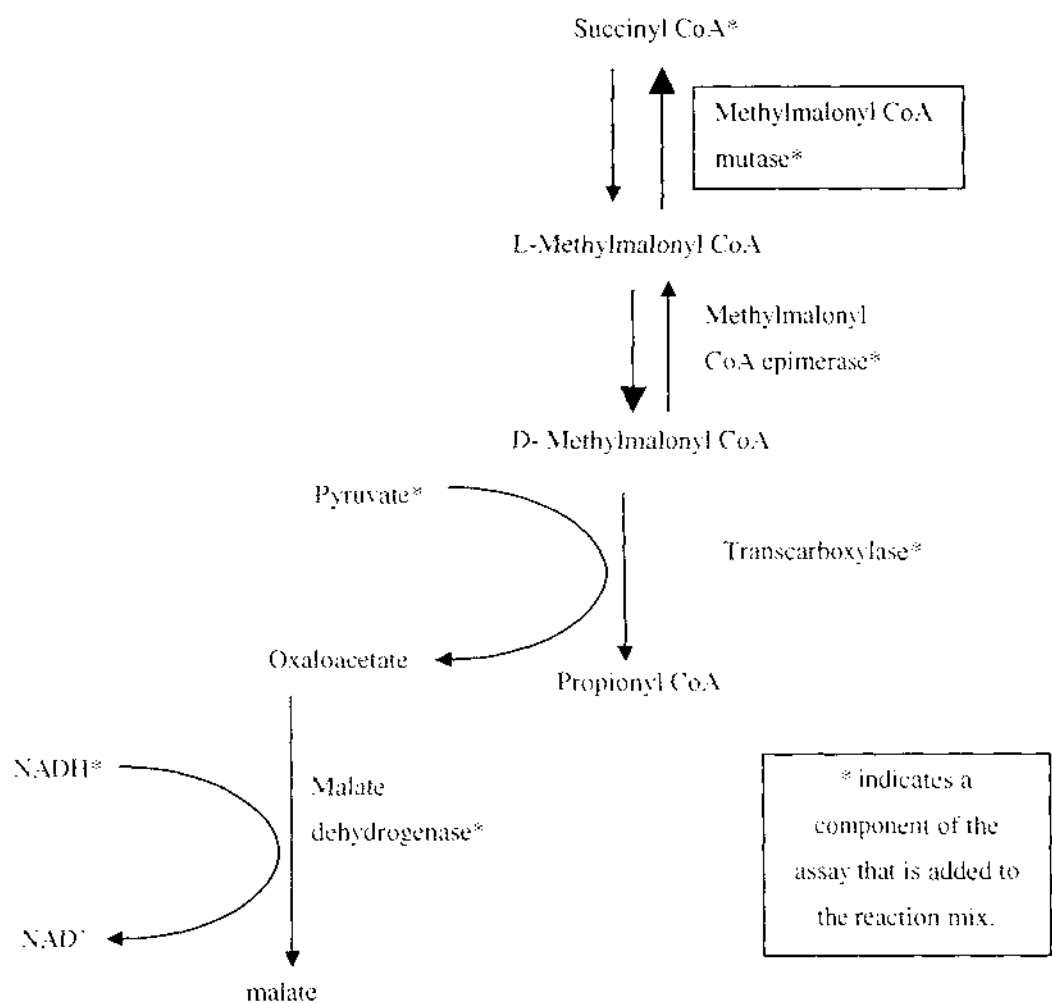 Succinyl CoA*
Methylmalonyl CoA
mutase*
L-Methylmalonyl CoA
Methylmalonyl
CoA epimerase*
D- Methylmalonyl CoA
Pyruvate*
Transcarboxylase*
Oxaloacetate
Propionyl CoA
NADH*
Malate
dehydrogenase*
* indicates a
component of the
assay that is added to
the reaction mix.
NAD⁺
malate